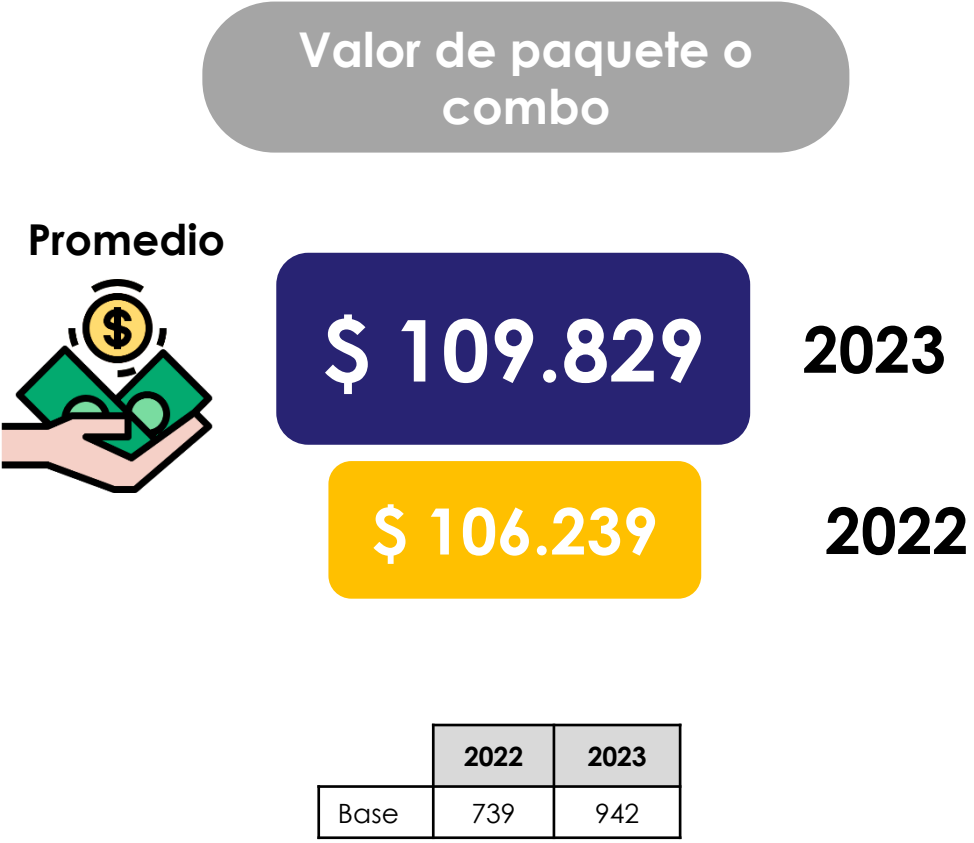 Valor de paquete o
combo
Promedio
$
$ 109.829 2023
$ 106.239 2022
2022 2023
Base 739 942